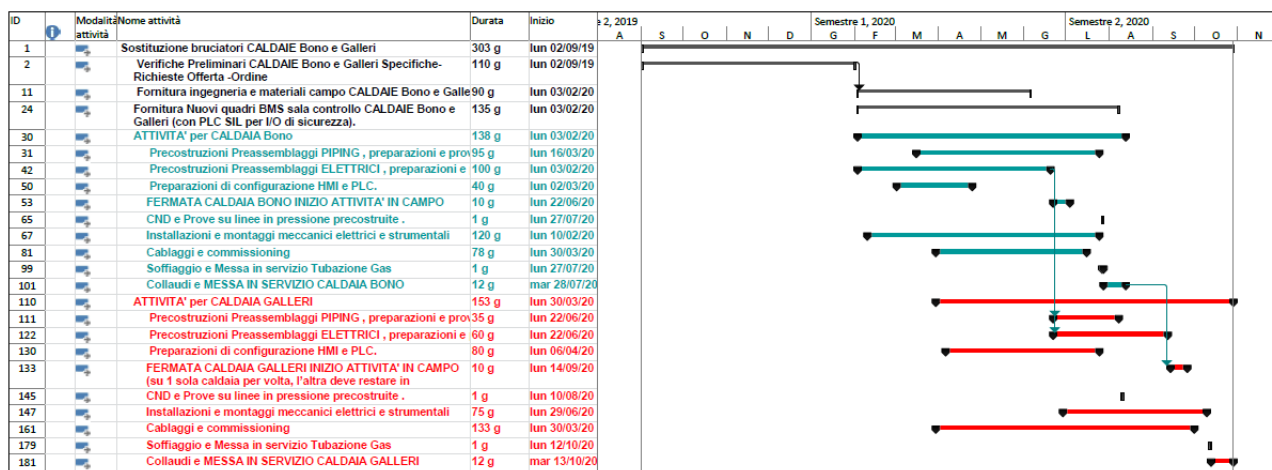 ID Modalità attività Nome attività Durata Inizio e 2, 2019 Semestre 1, 2020 Semestre 2, 2020
A S O N D G F M A M G L A S O N
1 Sostituzione bruciatori CALDAIE Bono e Galleri 303 g lun 02/09/19
2 Verifiche Preliminari CALDAIE Bono e Galleri Specifiche- 110 g lun 02/09/19
Richieste Offerta -Ordine
11 Fornitura ingegneria e materiali campo CALDAIE Bono e Galle 90 g lun 03/02/20
24 Fornitura Nuovi quadri BMS sala controllo CALDAIE Bono e 135 g lun 03/02/20
Galleri (con PLC SIL per I/O di sicurezza).
30 ATTIVITA' per CALDAIA Bono 138 g lun 03/02/20
31 Precostruzioni Preassemblaggi PIPING , preparazioni e prov 95 g lun 16/03/20
42 Precostruzioni Preassemblaggi ELETTRICI , preparazioni e 100 g lun 03/02/20
50 Preparazioni di configurazione HMI e PLC. 40 g lun 02/03/20
53 FERMATA CALDAIA BONO INIZIO ATTIVITA' IN CAMPO 10 g lun 22/06/20
65 CND e Prove su linee in pressione precostruite . 1 g lun 27/07/20
67 Installazioni e montaggi meccanici elettrici e strumentali 120 g lun 10/02/20
81 Cablaggi e commissioning 78 g lun 30/03/20
99 Soffiaggio e Messa in servizio Tubazione Gas 1 g lun 27/07/20
101 Collaudi e MESSA IN SERVIZIO CALDAIA BONO 12 g mar 28/07/20
110 ATTIVITA' per CALDAIA GALLERI 153 g lun 30/03/20
111 Precostruzioni Preassemblaggi PIPING , preparazioni e prov 35 g lun 22/06/20
122 Precostruzioni Preassemblaggi ELETTRICI , preparazioni e 60 g lun 22/06/20
130 Preparazioni di configurazione HMI e PLC. 80 g lun 06/04/20
133 FERMATA CALDAIA GALLERI INIZIO ATTIVITA' IN CAMPO 10 g lun 14/09/20
(su 1 sola caldaia per volta, l'altra deve restare in
145 CND e Prove su linee in pressione precostruite . 1 g lun 10/08/20
147 Installazioni e montaggi meccanici elettrici e strumentali 75 g lun 29/06/20
161 Cablaggi e commissioning 133 g lun 30/03/20
179 Soffiaggio e Messa in servizio Tubazione Gas 1 g lun 12/10/20
181 Collaudi e MESSA IN SERVIZIO CALDAIA GALLERI 12 g mar 13/10/20